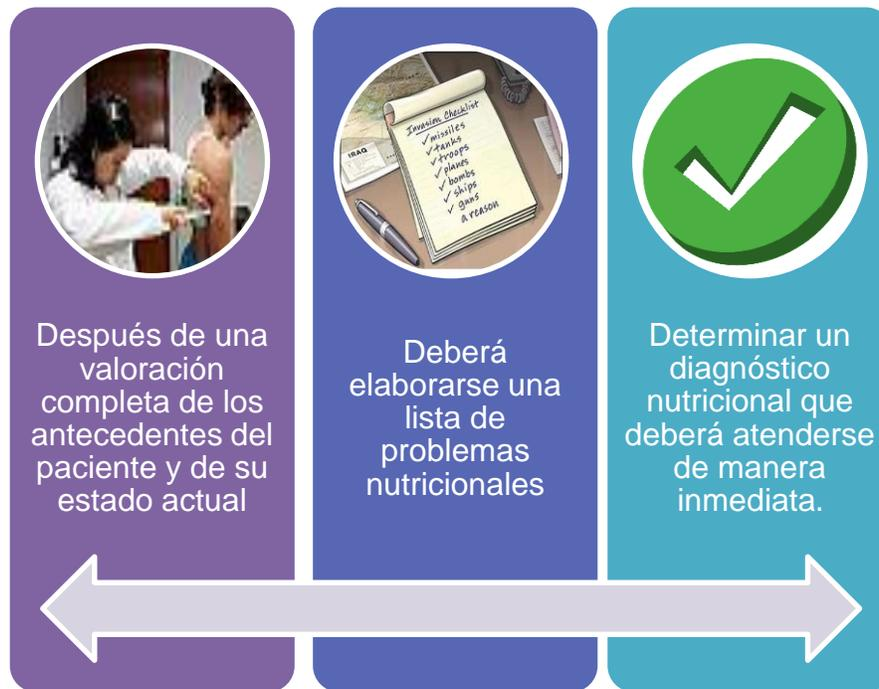 Después de una
valoración
completa de los
antecedentes del
paciente y de su
estado actual
Invasion Checklist
✓missiles
✓tanks
✓troops
✓planes
✓bombs
✓ships
✓guns
a reason
IRAQ
Deberá
elaborarse una
lista de
problemas
nutricionales
Determinar un
diagnóstico
nutricional que
deberá atenderse
de manera
inmediata.